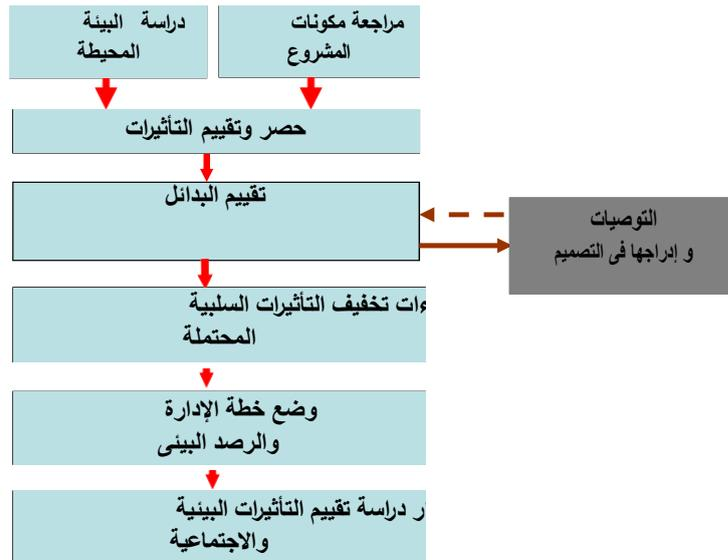 مراجعة مكونات
المشروع
دراسة البيئة
المحيطة
حصر وتقييم التأثيرات
تقييم البدائل
التوصيات
و إدراجها فى التصميم
تخفيف التأثيرات السلبية
المحتملة
وضع خطة الإدارة
والرصد البيئى
دراسة تقييم التأثيرات البيئية
والاجتماعية